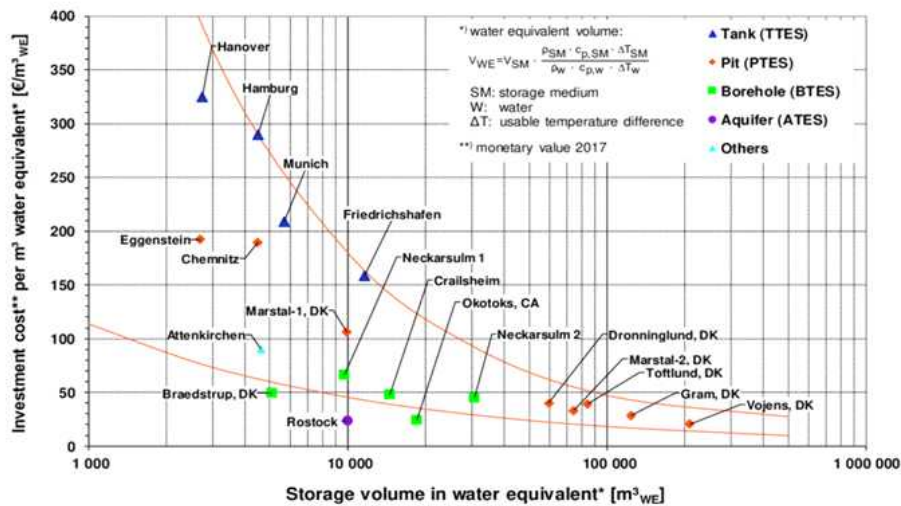 Investment cost** per m³ water equivalent* [€/m³WE]
400
350
300
250
200
150
100
50
0
*) water equivalent volume:
VWE=VSM · ρSM · cp,SM · ΔTSM / ρw · cp,w · ΔTw
SM: storage medium
W: water
ΔT: usable temperature difference
**) monetary value 2017
Tank (TTES)
Pit (PTES)
Borehole (BTES)
Aquifer (ATES)
Others
Hanover
Hamburg
Munich
Friedrichshafen
Eggenstein
Chemnitz
Neckarsulm 1
Crailsheim
Marstal-1, DK
Okotoks, CA
Attenkirchen
Neckarsulm 2
Dronninglund, DK
Marstal-2, DK
Toftlund, DK
Braedstrup, DK
Gram, DK
Vojens, DK
Rostock
1 000
10 000
100 000
1 000 000
Storage volume in water equivalent* [m³WE]